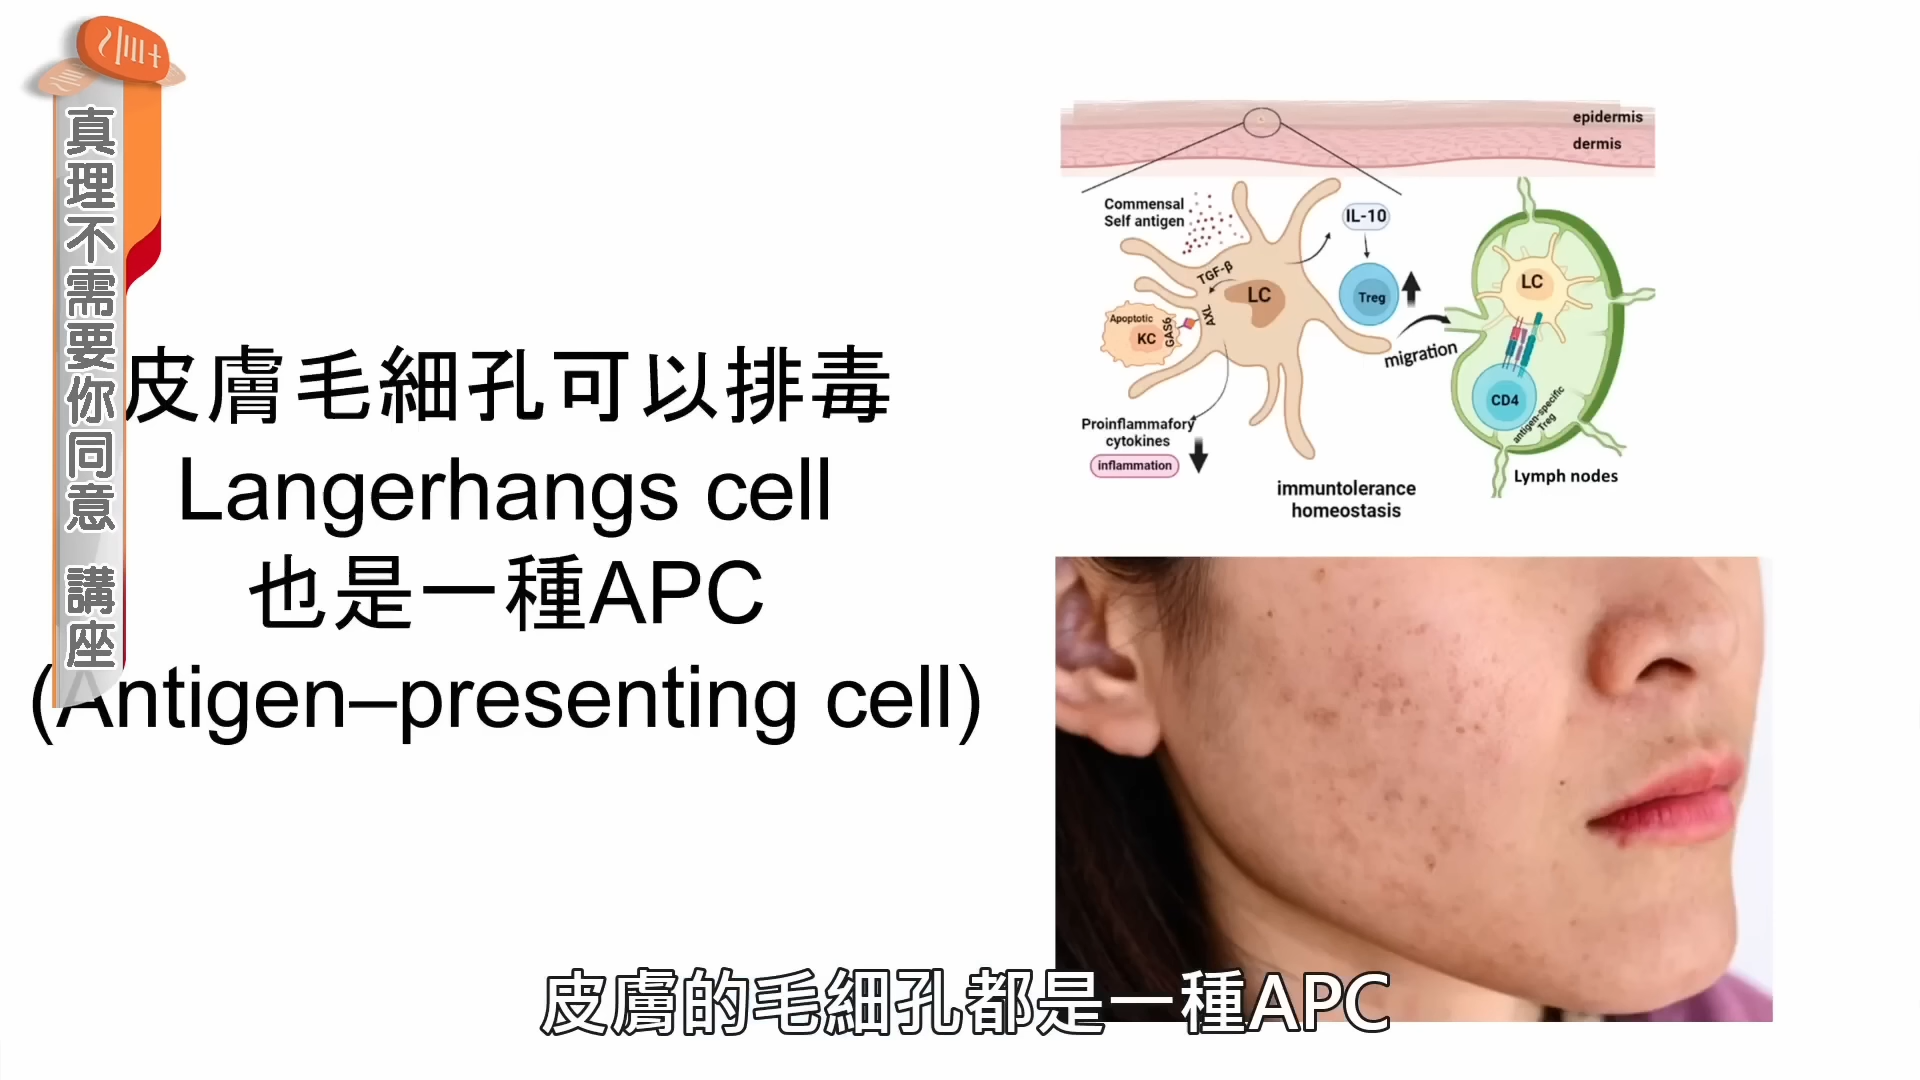 真理不需要你同意 講座
皮膚毛細孔可以排毒
Langerhangs cell
也是一種APC
(Antigen–presenting cell)
epidermis
dermis
Commensal
Self antigen
TGF-β
LC
IL-10
Treg
Apoptotic
KC
GAS6
AXL
migration
LC
CD4
antigen-specific
Treg
Lymph nodes
Proinflammafory
cytokines
inflammation
immuntolerance
homeostasis
皮膚的毛細孔都是一種APC